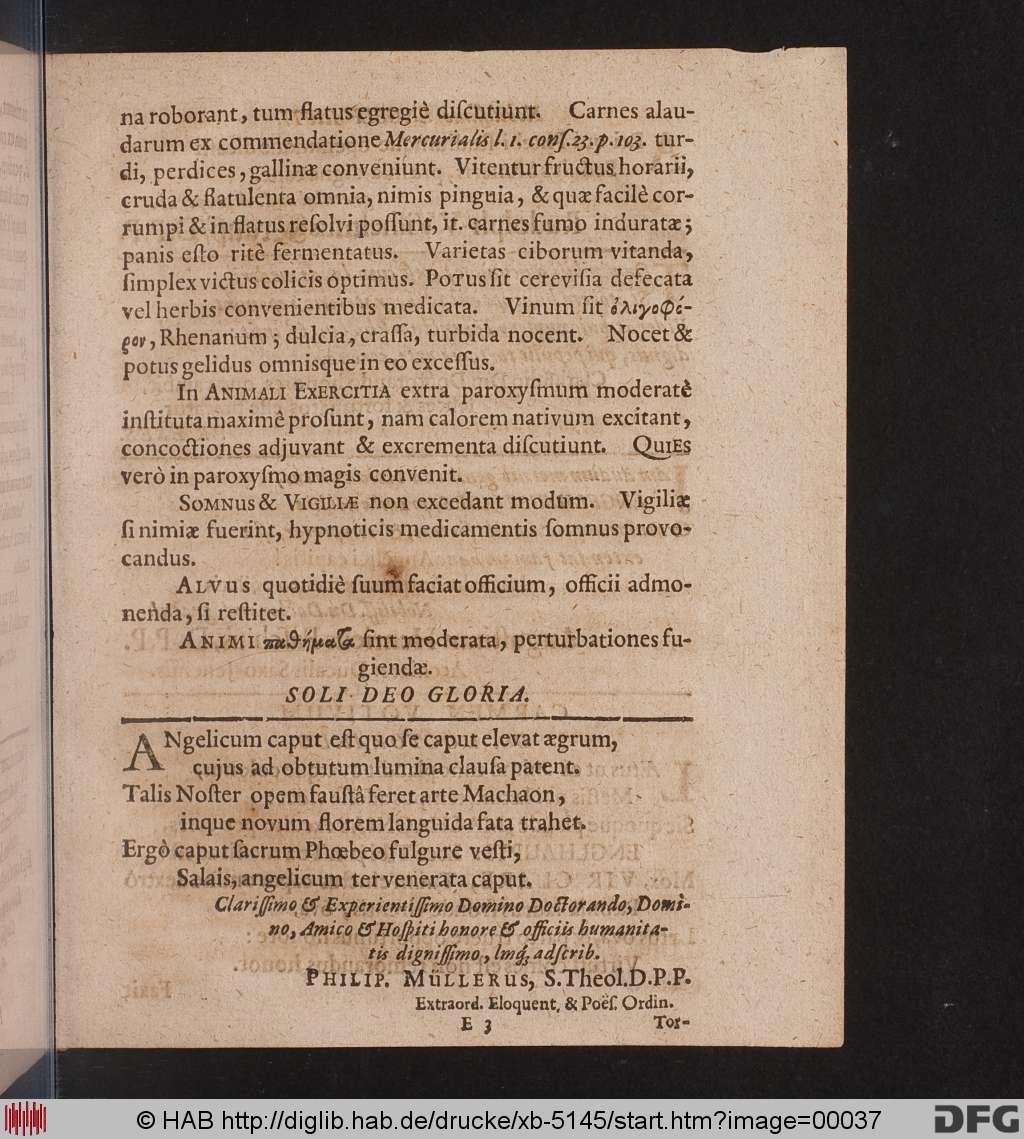 na roborant, tum flatus egregiè diſcutiunt. Carnes alau-
darum ex commendatione Mercurialis l. 1. conſ. 23. p. 103. tur-
di, perdices, gallinæ conveniunt. Vitentur fructus horarii,
cruda & flatulenta omnia, nimis pinguia, & quæ facilè cor-
rumpi & in flatus reſolvi poſſunt, it. carnes fumo induratæ;
panis eſto ritè fermentatus. Varietas ciborum vitanda,
ſimplex victus colicis optimus. POTUS ſit cereviſia defecata
vel herbis convenientibus medicata. Vinum ſit ὀλιγοφέ-
ρον, Rhenanum; dulcia, craſſa, turbida nocent. Nocet &
potus gelidus omnisque in eo exceſſus.
In ANIMALI EXERCITIA extra paroxyſmum moderatè
inſtituta maximê proſunt, nam calorem nativum excitant,
concoctiones adjuvant & excrementa diſcutiunt. QUIES
verò in paroxyſmo magis convenit.
SOMNUS & VIGILIÆ non excedant modum. Vigiliæ
ſi nimiæ fuerint, hypnoticis medicamentis ſomnus provo-
candus.
ALVUS quotidiè ſuum faciat officium, officii admo-
nenda, ſi reſtitet.
ANIMI παθήματα ſint moderata, perturbationes fu-
giendæ.
SOLI DEO GLORIA.
ANgelicum caput eſt quo ſe caput elevat ægrum,
cujus ad obtutum lumina clauſa patent.
Talis Noſter opem fauſtâ feret arte Machaon,
inque novum florem languida fata trahet.
Ergò caput ſacrum Phœbeo fulgure veſti,
Salais, angelicum ter venerata caput.
Clariſſimo & Experientiſſimo Domino Doctorando, Domi-
no, Amico & Hoſpiti honore & officiis humanita-
tis digniſſimo, lmq; adſcrib.
PHILIP. MÜLLERUS, S. Theol. D. P. P.
Extraord. Eloquent. & Poëſ. Ordin.
E 3 Tor-
© HAB http://diglib.hab.de/drucke/xb-5145/start.htm?image=00037 DFG